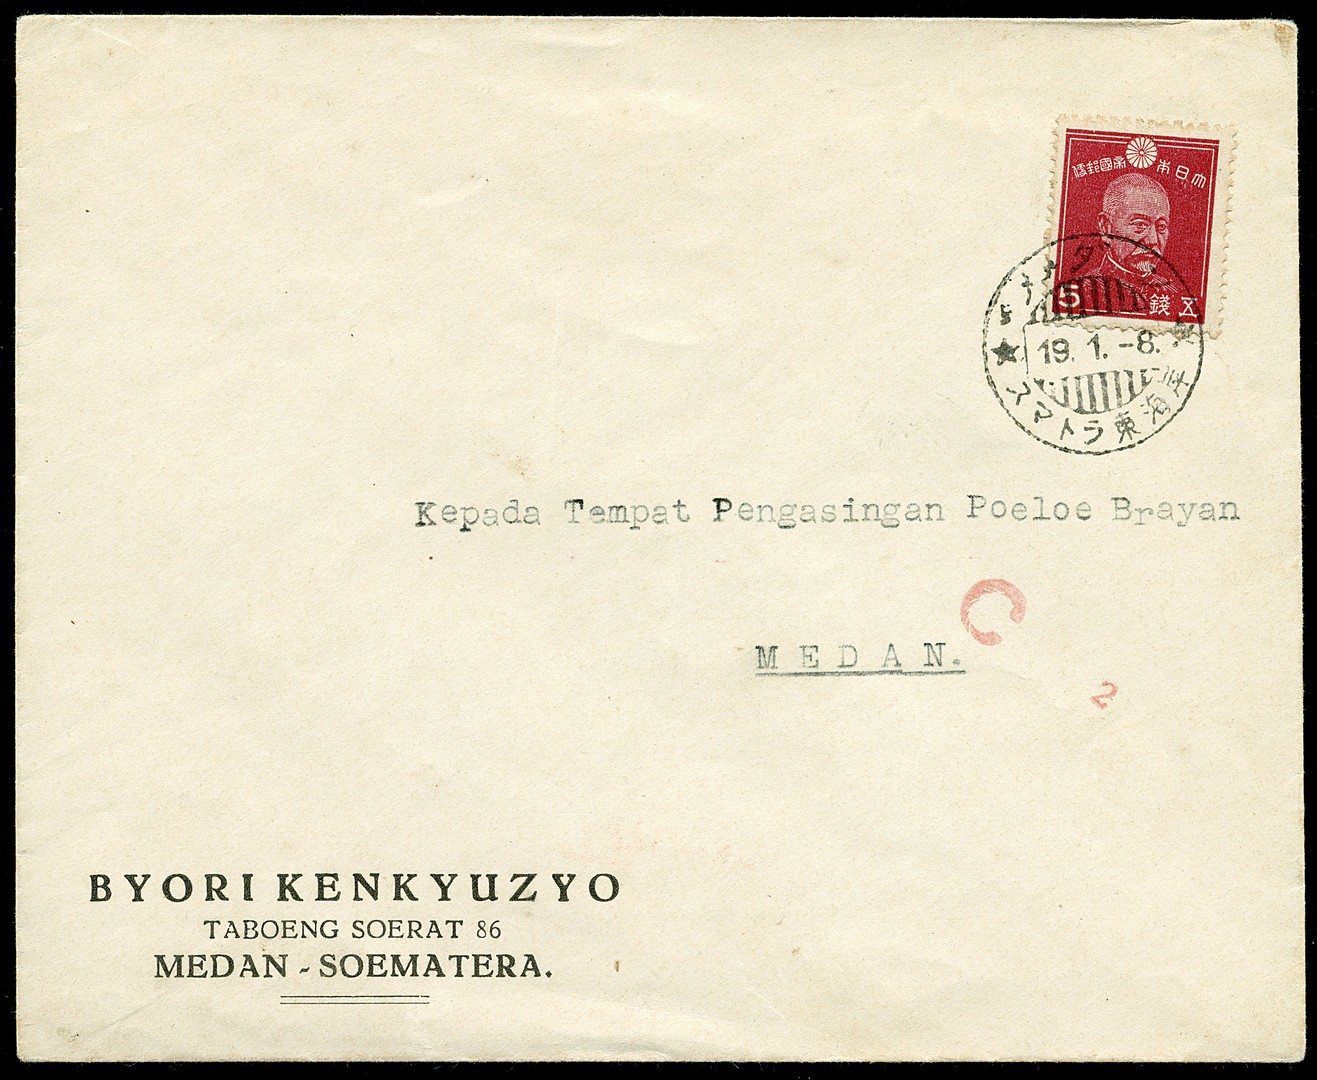 大日本帝國郵便
5 錢五
19. 1. -8.
スマトラ東海
Kepada Tempat Pengasingan Poeloe Brayan
C
MEDAN.
2
BYORI KENKYUZYO
TABOENG SOERAT 86
MEDAN - SOEMATERA.